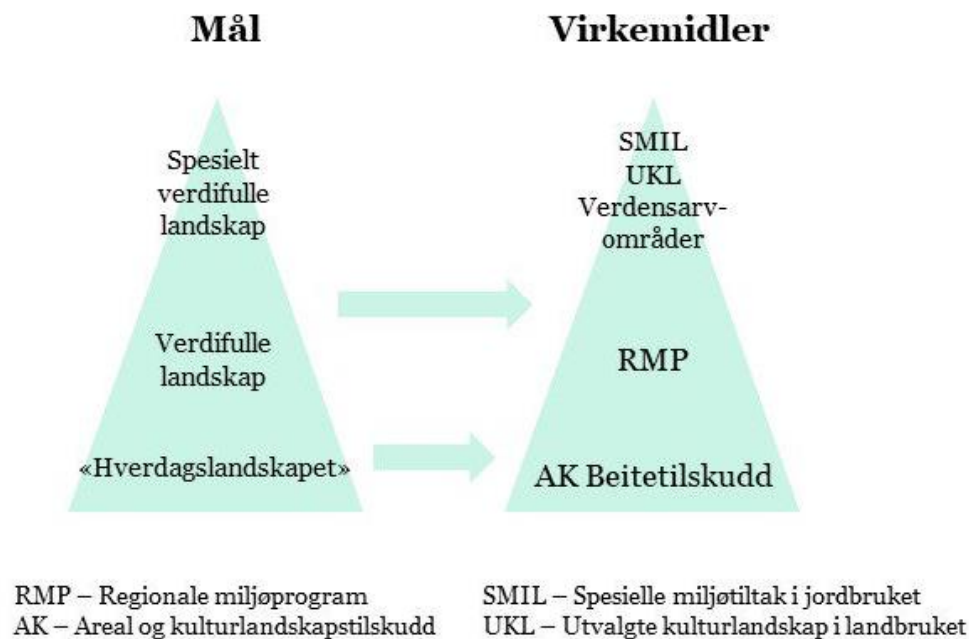 Mål
Virkemidler
Spesielt
verdifulle
landskap
Verdifulle
landskap
«Hverdagslandskapet»
SMIL
UKL
Verdensarv-
områder
RMP
AK Beitetilskudd
RMP – Regionale miljøprogram
AK – Areal og kulturlandskapstilskudd
SMIL – Spesielle miljøtiltak i jordbruket
UKL – Utvalgte kulturlandskap i landbruket